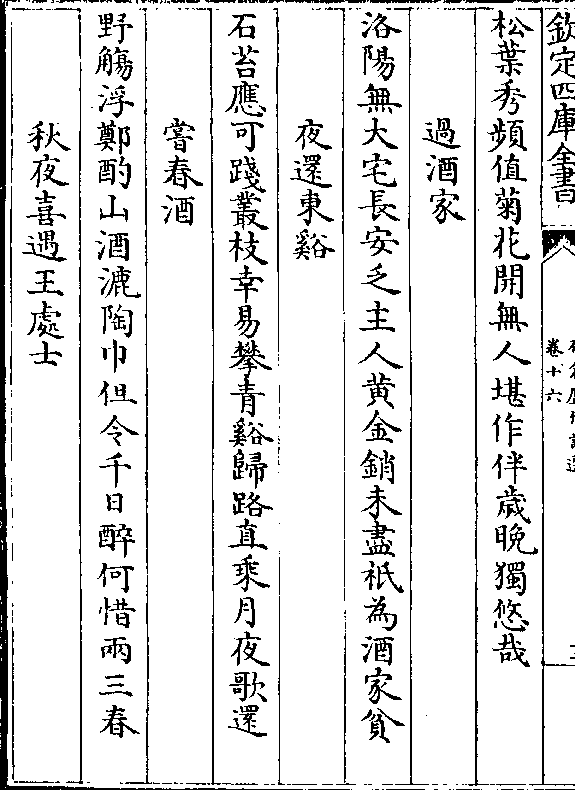 欽定四庫全書
卷十六
松葉秀頻值菊花開無人堪作伴歲晚獨悠哉
過酒家
洛陽無大宅長安乏主人黄金銷未盡秪為酒家貧
夜還東谿
石苔應可踐叢枝幸易攀青谿歸路直乘月夜歌還
嘗春酒
野觴浮鄭酌山酒漉陶巾但令千日醉何惜兩三春
秋夜喜遇王處士